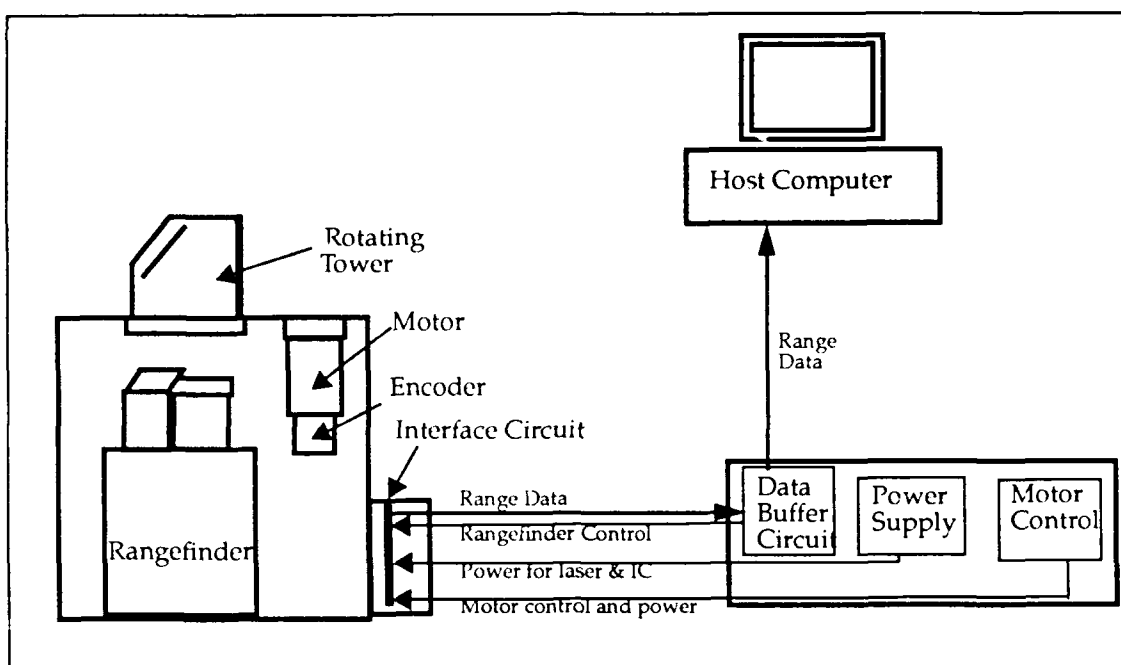 Host Computer
Rotating
Tower
Motor
Range
Data
Encoder
Interface Circuit
Rangefinder
Range Data
Rangefinder Control
Power for laser & IC
Motor control and power
Data
Buffer
Circuit
Power
Supply
Motor
Control